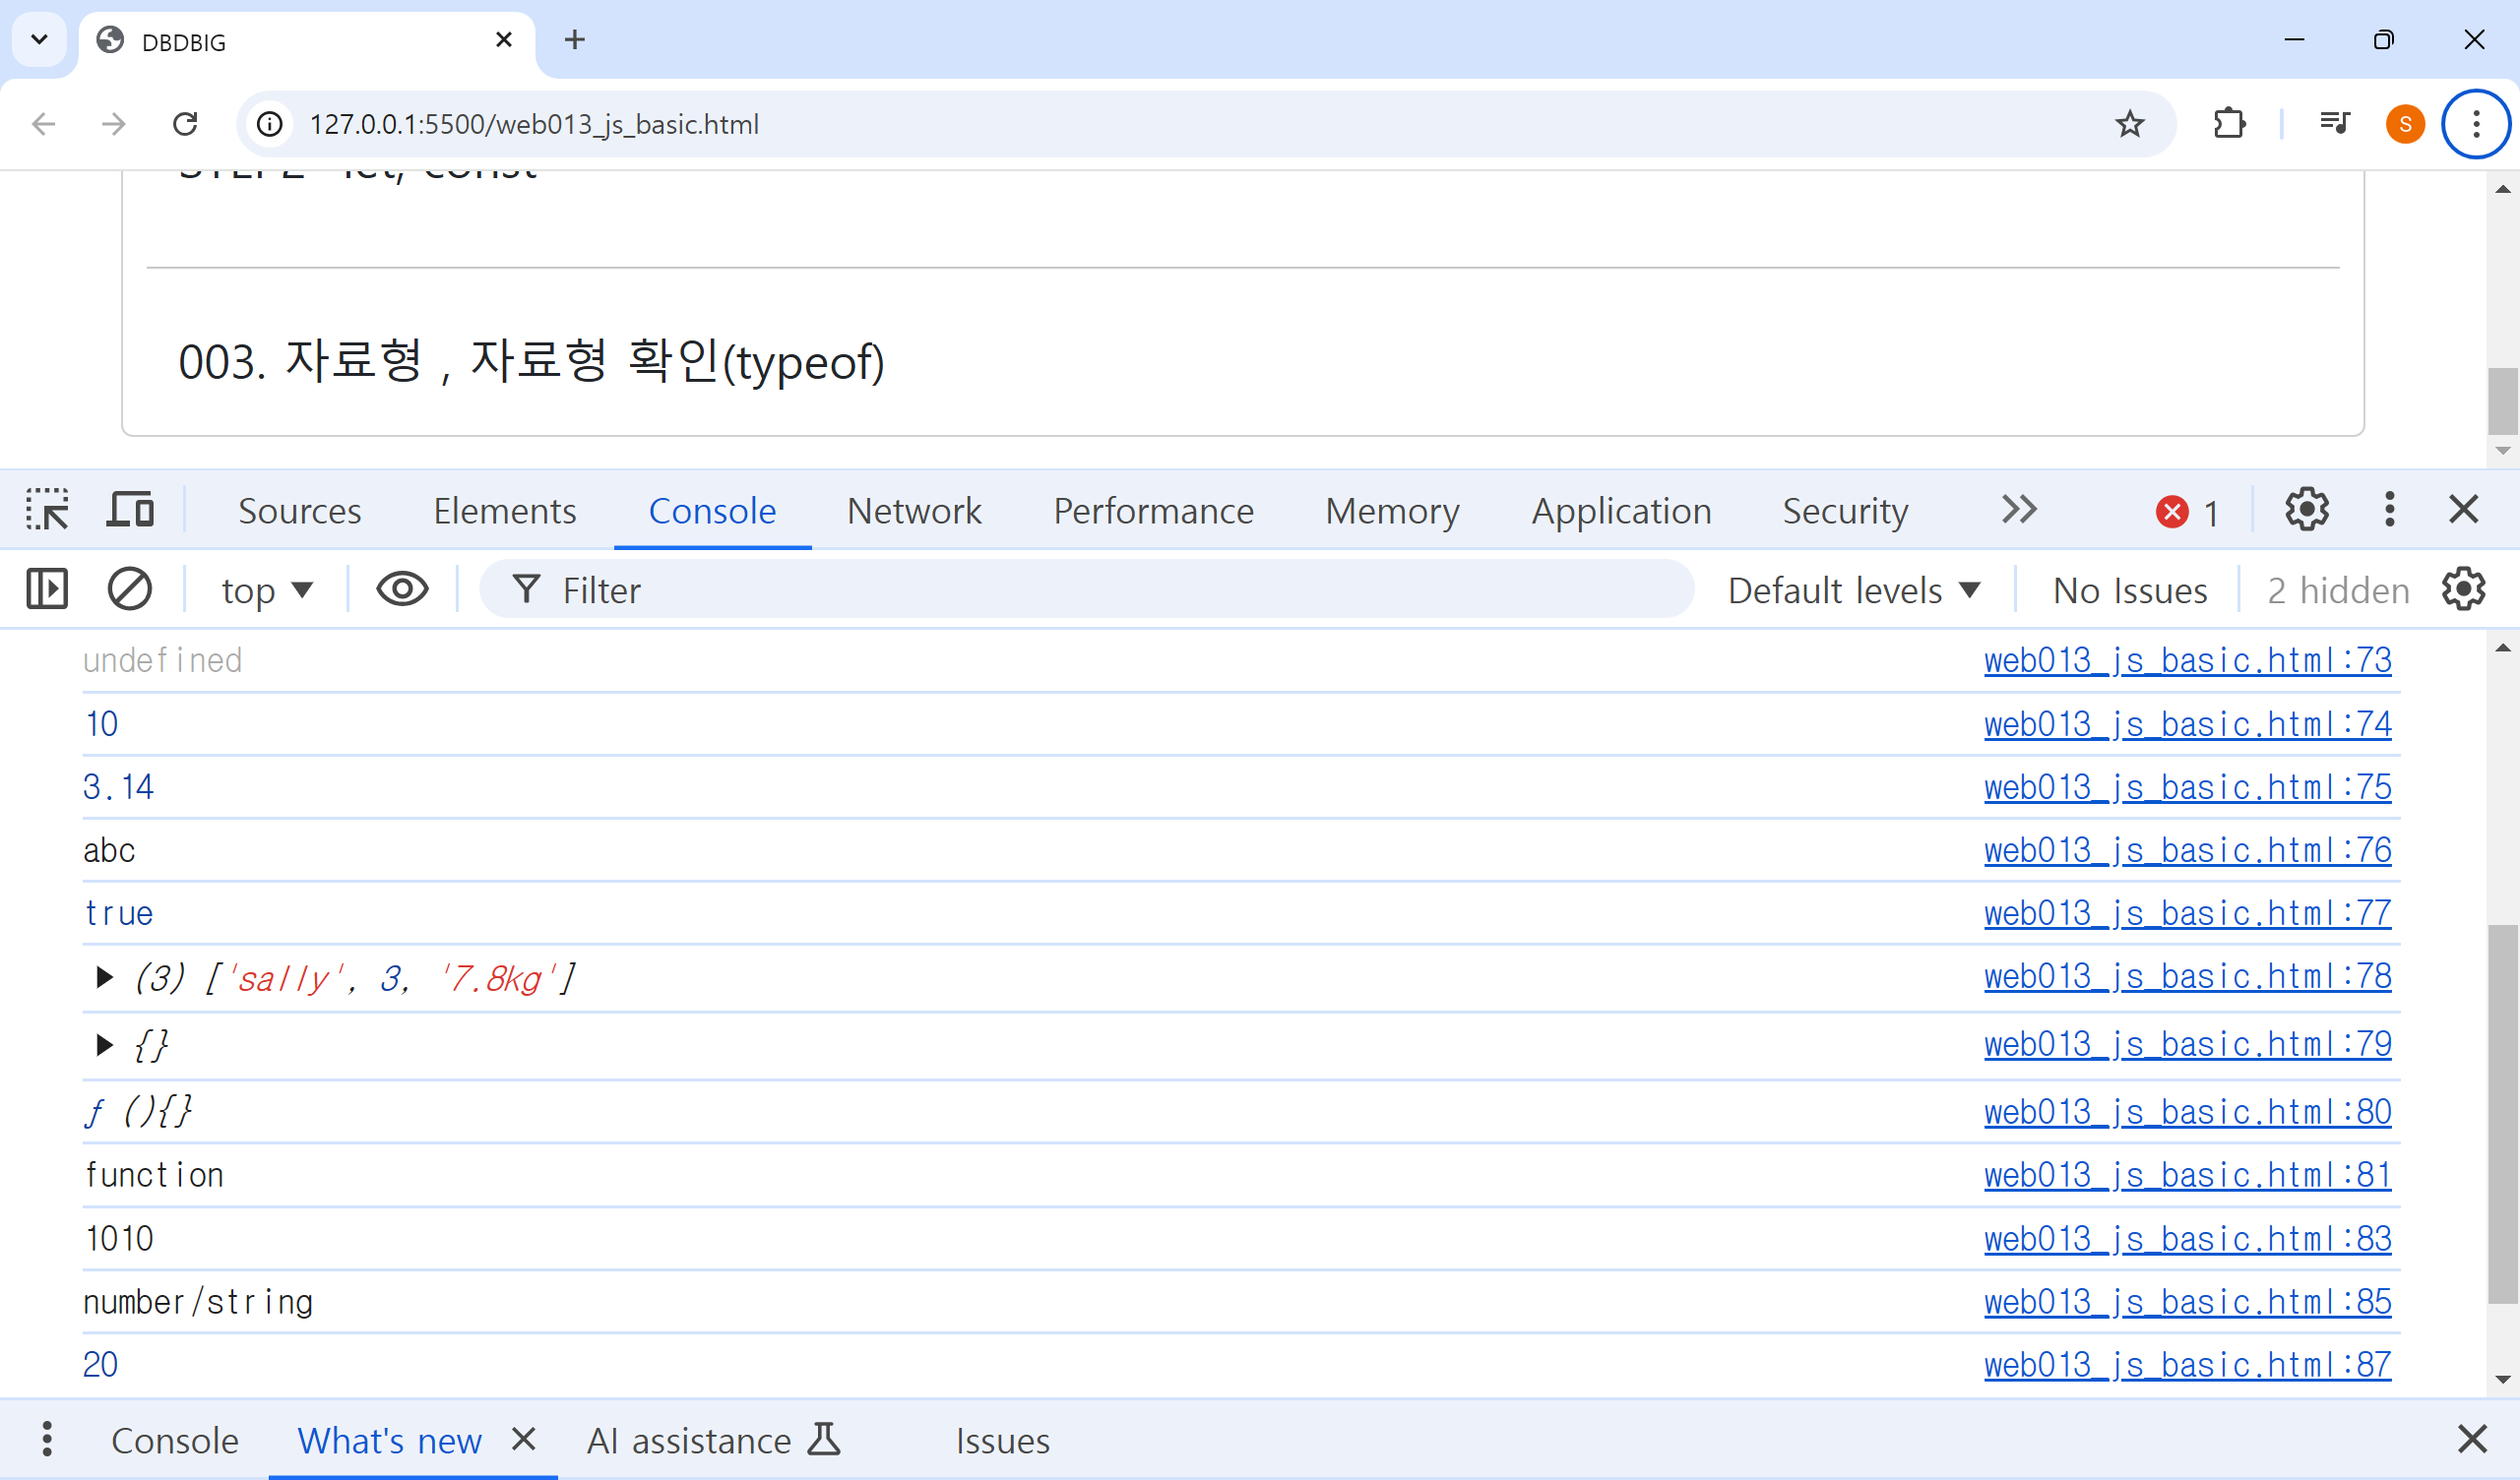 DBDBIG
127.0.0.1:5500/web013_js_basic.html
S
STEP2 let, const
003. 자료형 , 자료형 확인(typeof)
Sources Elements Console Network Performance Memory Application Security 1
top Filter Default levels No Issues 2 hidden
undefined web013_js_basic.html:73
10 web013_js_basic.html:74
3.14 web013_js_basic.html:75
abc web013_js_basic.html:76
true web013_js_basic.html:77
(3) ['sally', 3, '7.8kg'] web013_js_basic.html:78
{} web013_js_basic.html:79
ƒ (){} web013_js_basic.html:80
function web013_js_basic.html:81
1010 web013_js_basic.html:83
number/string web013_js_basic.html:85
20 web013_js_basic.html:87
Console What's new AI assistance Issues